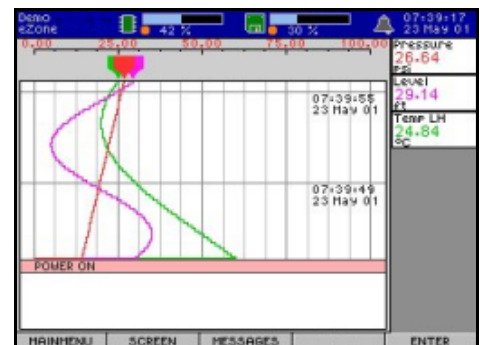 Demo
eZone
42 %
30 %
07:39:17
23 May 01
0.00 25.00 50.00 75.00 100.00
Pressure
26.64
psi
Level
29.14
ft
Temp LH
24.84
°C
07:39:55
23 May 01
07:39:49
23 May 01
POWER ON
MAINMENU SCREEN MESSAGES ENTER